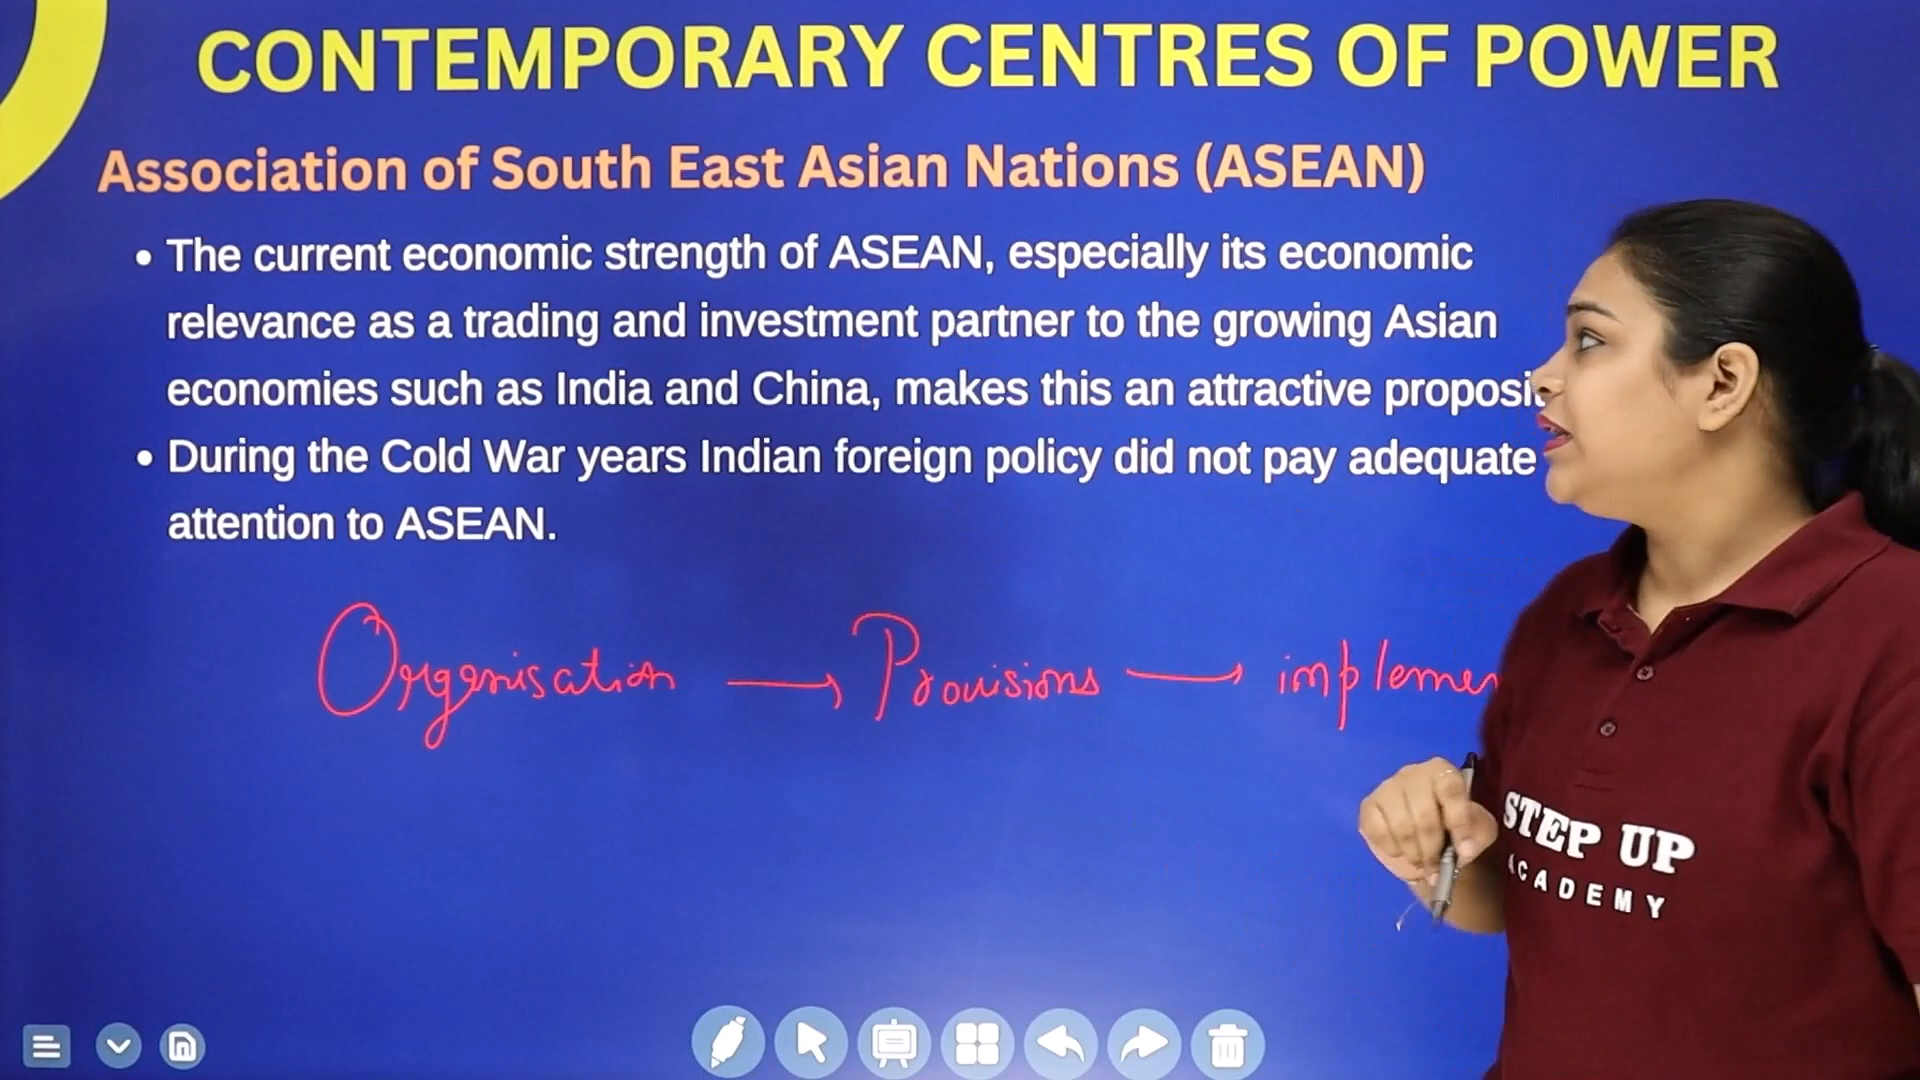 CONTEMPORARY CENTRES OF POWER
Association of South East Asian Nations (ASEAN)
• The current economic strength of ASEAN, especially its economic
relevance as a trading and investment partner to the growing Asian
economies such as India and China, makes this an attractive
• During the Cold War years Indian foreign policy did not pay adequate
attention to ASEAN.
Organisation → Provisions →
STEP UP
ACADEMY